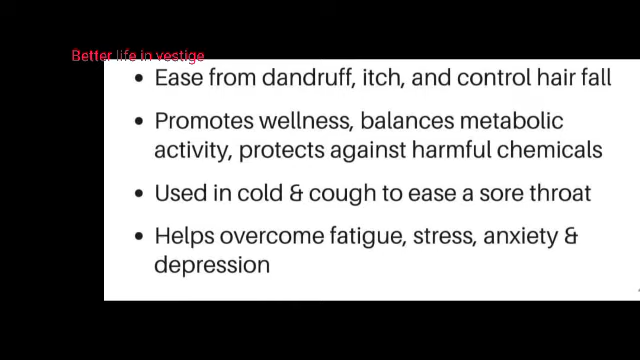 Better life in vestige
• Ease from dandruff, itch, and control hair fall
• Promotes wellness, balances metabolic
activity, protects against harmful chemicals
• Used in cold & cough to ease a sore throat
• Helps overcome fatigue, stress, anxiety &
depression